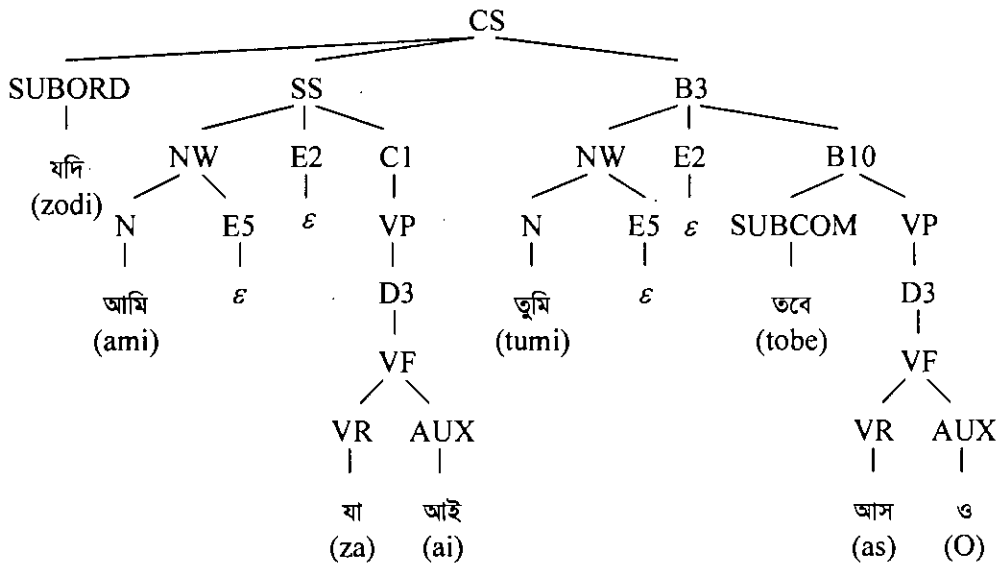 CS
SUBORD SS B3
যদি NW E2 C1 NW E2 B10
(zodi)
N E5 ε VP N E5 ε SUBCOM VP
আমি ε D3 তুমি ε তবে D3
(ami) (tumi) (tobe)
VF VF
VR AUX VR AUX
যা আই আস ও
(za) (ai) (as) (O)